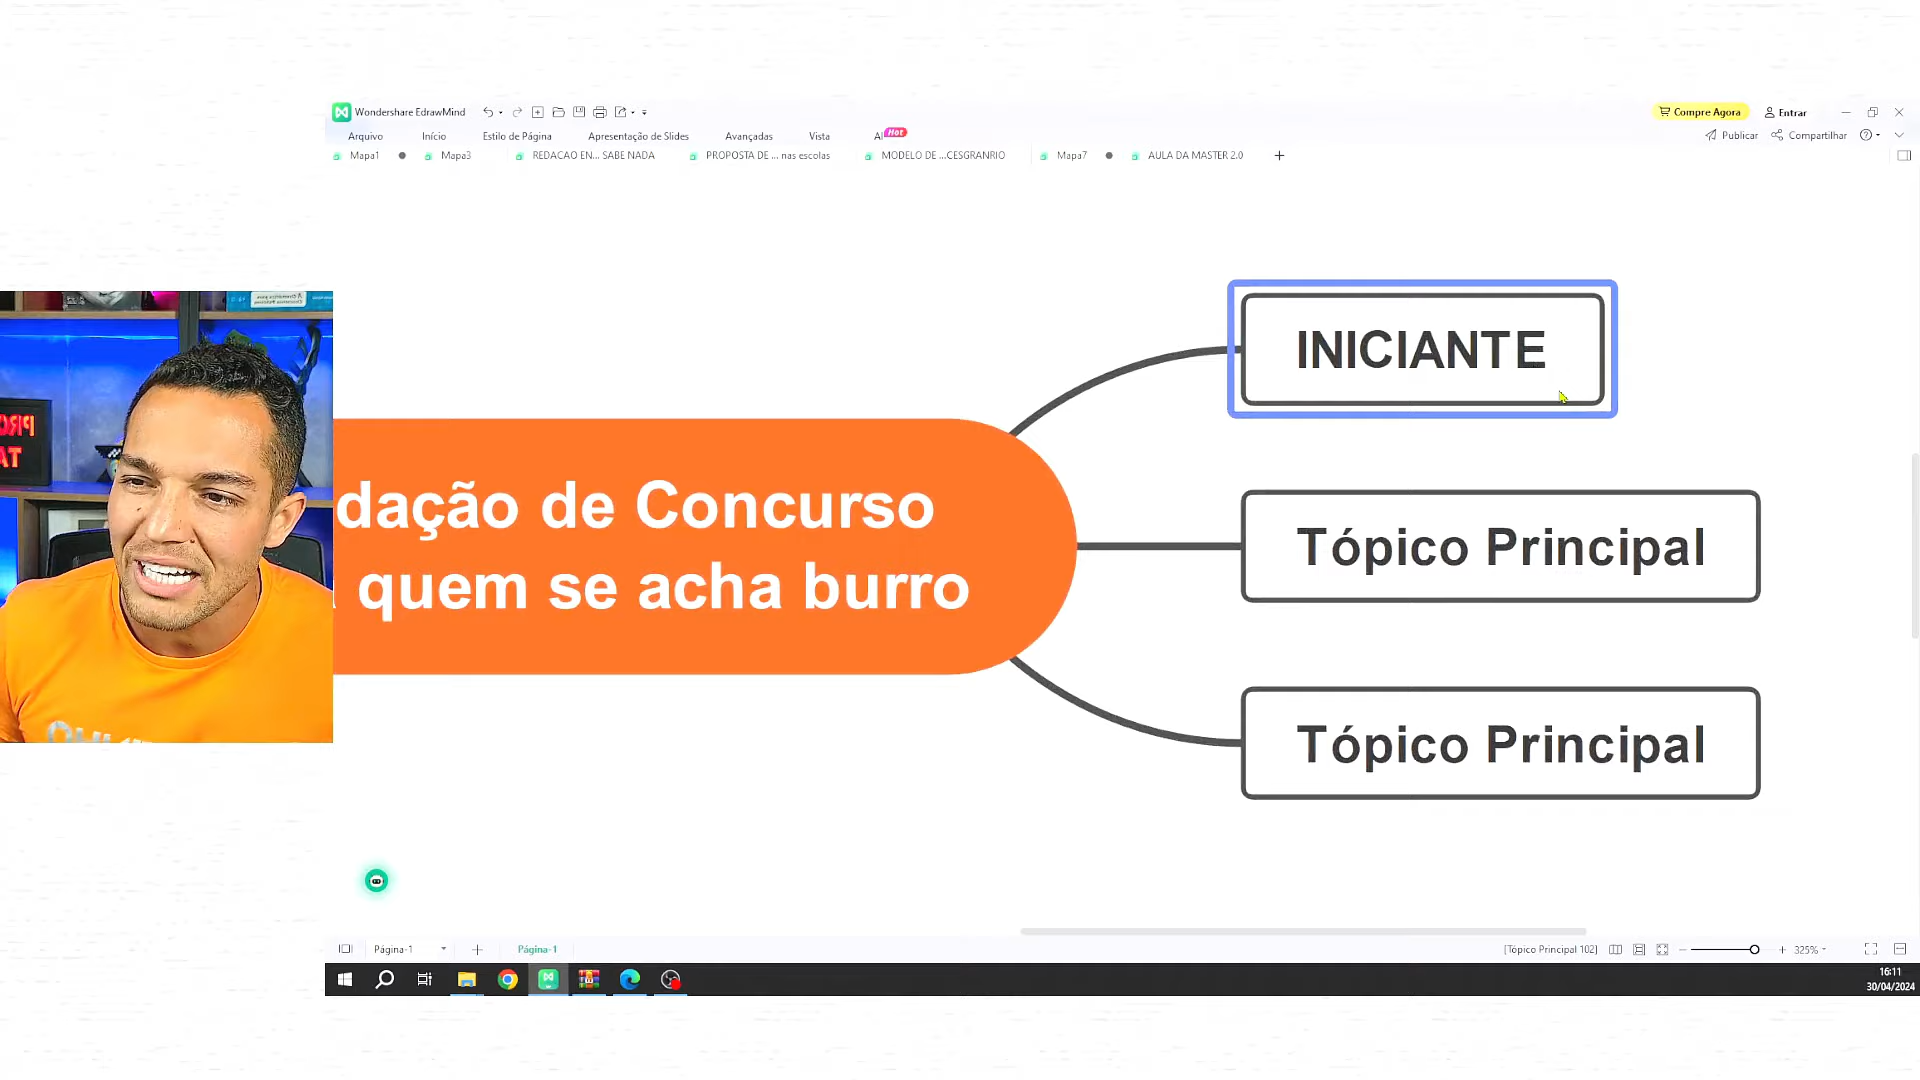 Wondershare EdrawMind
Compre Agora
Entrar
Arquivo
Início
Estilo de Página
Apresentação de Slides
Avançadas
Vista
AI
Hot
Publicar
Compartilhar
Mapa1
Mapa3
REDACAO EN... SABE NADA
PROPOSTA DE ... nas escolas
MODELO DE ...CESGRANRIO
Mapa7
AULA DA MASTER 2.0
INICIANTE
dação de Concurso
quem se acha burro
Tópico Principal
Tópico Principal
Página-1
Página-1
[Tópico Principal 102]
325%
16:11
30/04/2024